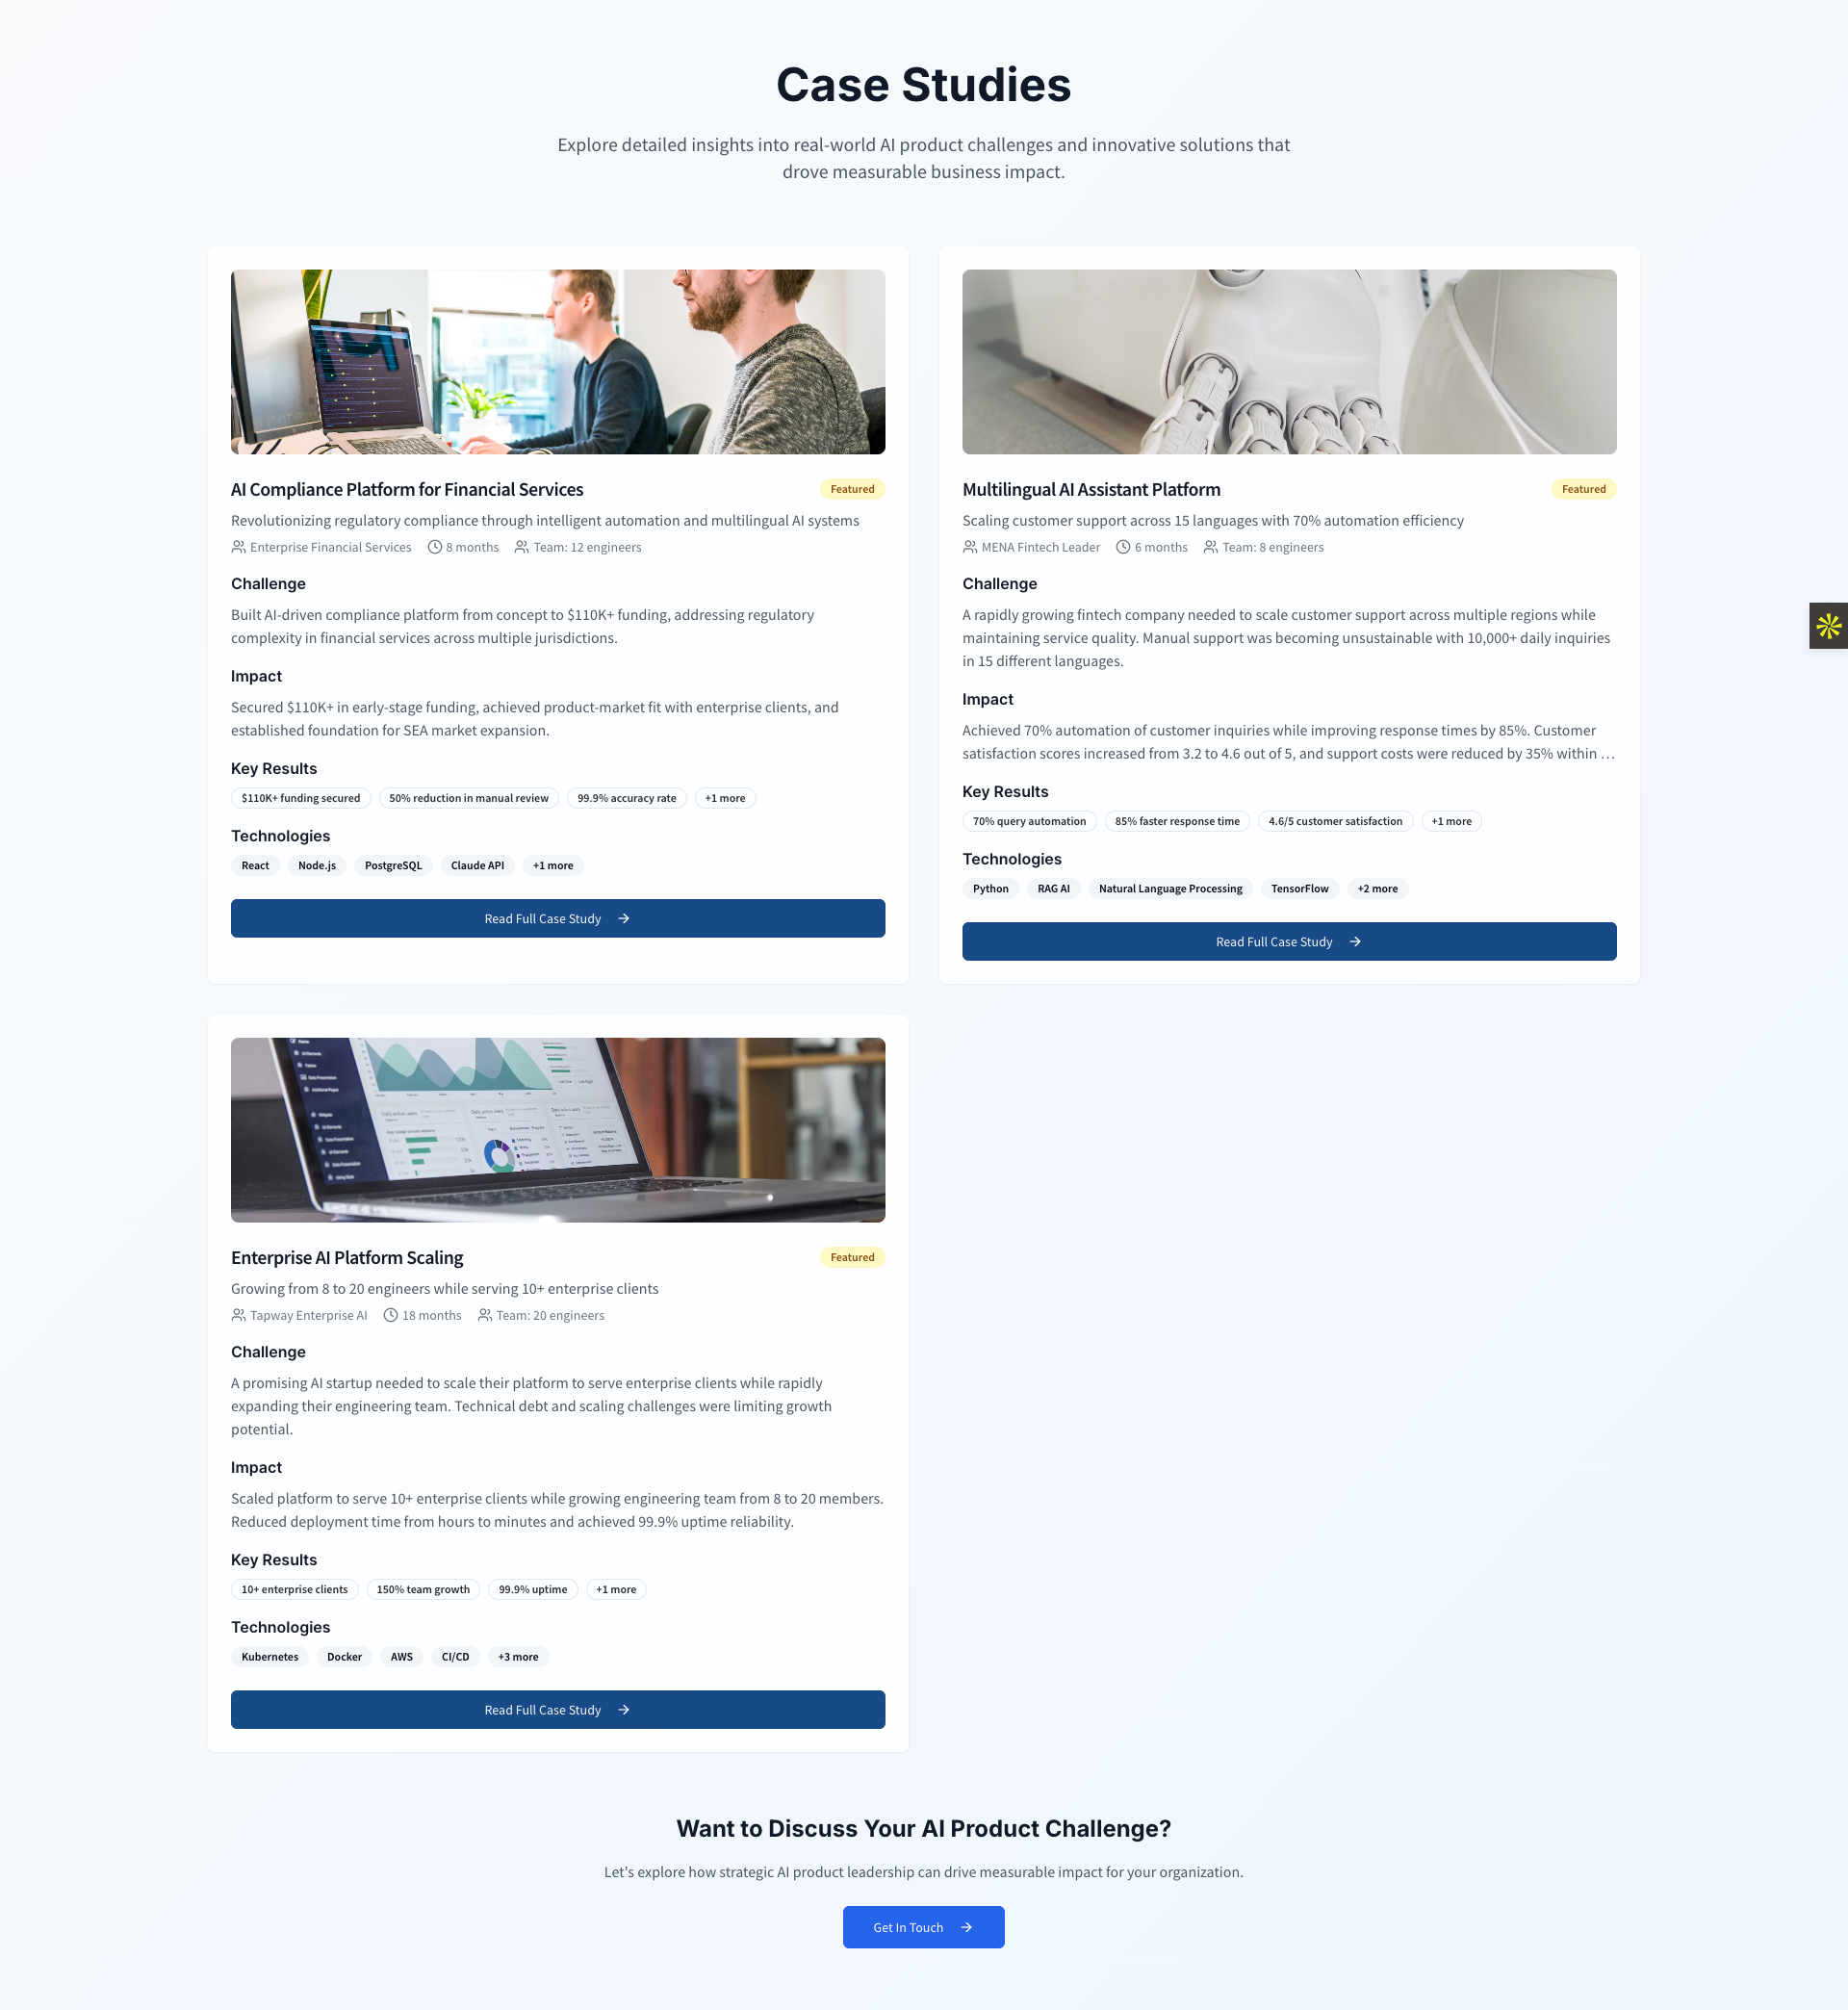 Case Studies
Explore detailed insights into real-world AI product challenges and innovative solutions that
drove measurable business impact.
AI Compliance Platform for Financial Services
Featured
Revolutionizing regulatory compliance through intelligent automation and multilingual AI systems
Enterprise Financial Services 8 months Team: 12 engineers
Challenge
Built AI-driven compliance platform from concept to $110K+ funding, addressing regulatory
complexity in financial services across multiple jurisdictions.
Impact
Secured $110K+ in early-stage funding, achieved product-market fit with enterprise clients, and
established foundation for SEA market expansion.
Key Results
$110K+ funding secured 50% reduction in manual review 99.9% accuracy rate +1 more
Technologies
React Node.js PostgreSQL Claude API +1 more
Read Full Case Study
Multilingual AI Assistant Platform
Featured
Scaling customer support across 15 languages with 70% automation efficiency
MENA Fintech Leader 6 months Team: 8 engineers
Challenge
A rapidly growing fintech company needed to scale customer support across multiple regions while
maintaining service quality. Manual support was becoming unsustainable with 10,000+ daily inquiries
in 15 different languages.
Impact
Achieved 70% automation of customer inquiries while improving response times by 85%. Customer
satisfaction scores increased from 3.2 to 4.6 out of 5, and support costs were reduced by 35% within …
Key Results
70% query automation 85% faster response time 4.6/5 customer satisfaction +1 more
Technologies
Python RAG AI Natural Language Processing TensorFlow +2 more
Read Full Case Study
Enterprise AI Platform Scaling
Featured
Growing from 8 to 20 engineers while serving 10+ enterprise clients
Tapway Enterprise AI 18 months Team: 20 engineers
Challenge
A promising AI startup needed to scale their platform to serve enterprise clients while rapidly
expanding their engineering team. Technical debt and scaling challenges were limiting growth
potential.
Impact
Scaled platform to serve 10+ enterprise clients while growing engineering team from 8 to 20 members.
Reduced deployment time from hours to minutes and achieved 99.9% uptime reliability.
Key Results
10+ enterprise clients 150% team growth 99.9% uptime +1 more
Technologies
Kubernetes Docker AWS CI/CD +3 more
Read Full Case Study
Want to Discuss Your AI Product Challenge?
Let's explore how strategic AI product leadership can drive measurable impact for your organization.
Get In Touch